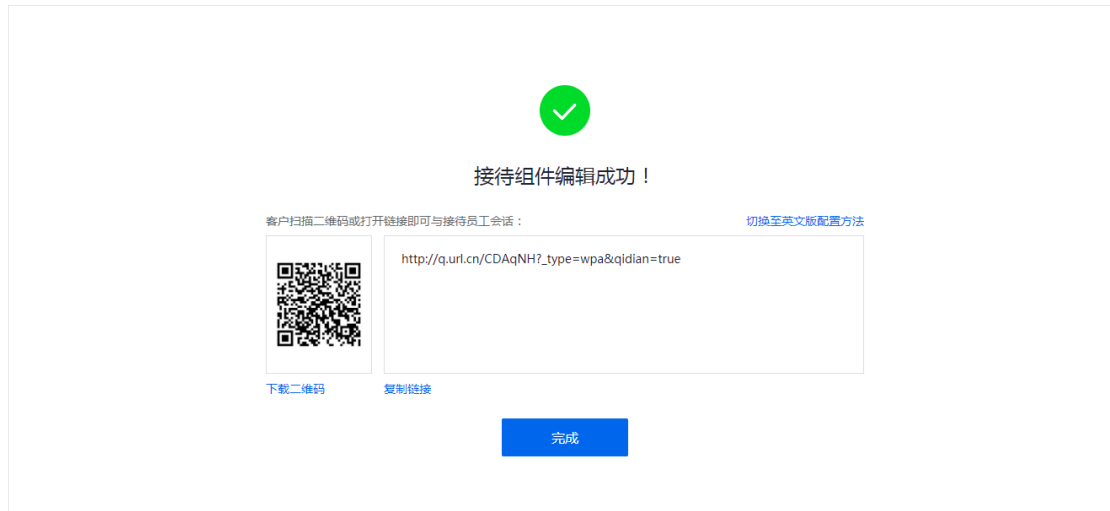 接待组件编辑成功！
客户扫描二维码或打开链接即可与接待员工会话：
切换至英文版配置方法
http://q.url.cn/CDAqNH?_type=wpa&qidian=true
下载二维码
复制链接
完成